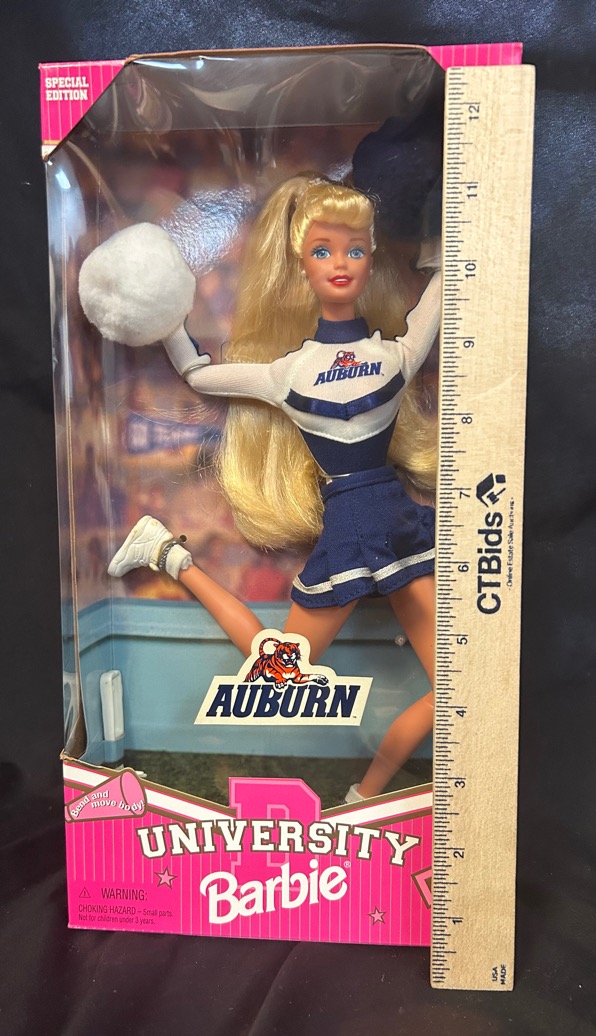 SPECIAL
EDITION
AUBURN
AUBURN
Bend and
move body!
B
UNIVERSITY
Barbie®
WARNING:
CHOKING HAZARD – Small parts.
Not for children under 3 years.
12
11
10
9
8
7
6
5
4
3
2
1
CTBids
- Online Estate Sale Auctions -
USA
MADE